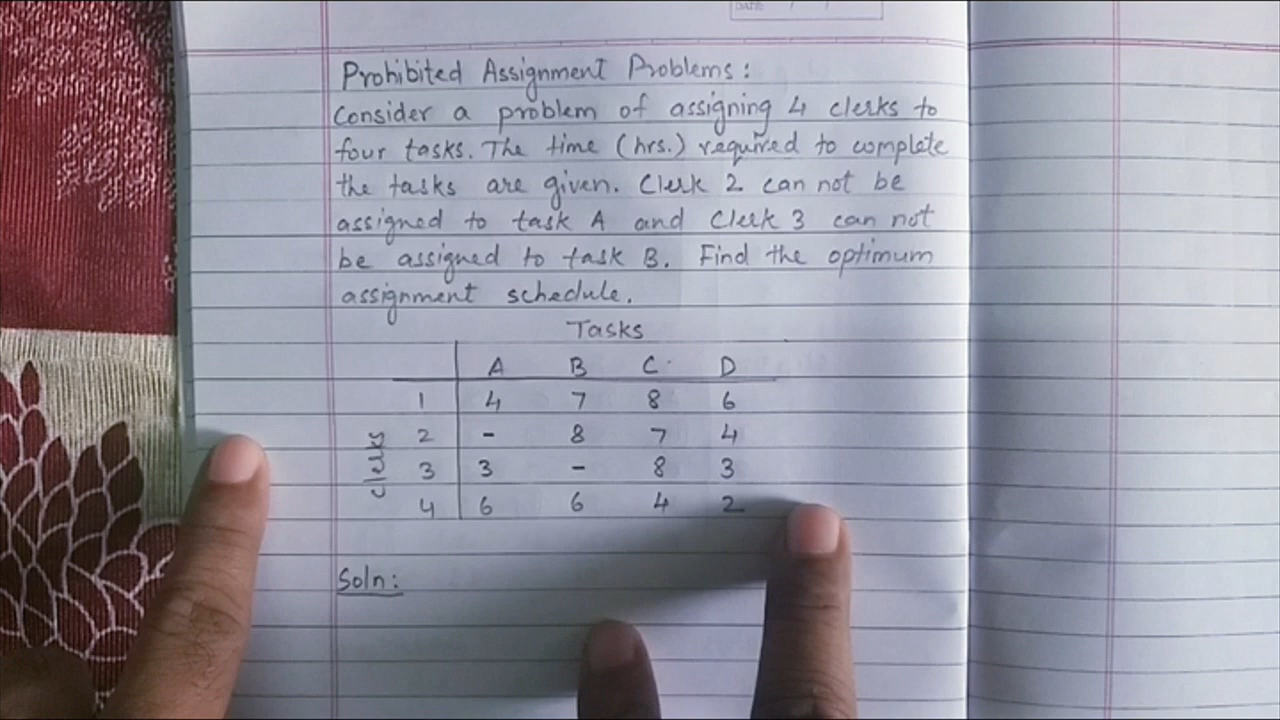 DATE: / /
Prohibited Assignment Problems:
Consider a problem of assigning 4 clerks to
four tasks. The time (hrs.) required to complete
the tasks are given. Clerk 2 can not be
assigned to task A and Clerk 3 can not
be assigned to task B. Find the optimum
assignment schedule.
Tasks
A B C D
1 4 7 8 6
2 - 8 7 4
Clerks
3 3 - 8 3
4 6 6 4 2
Soln: